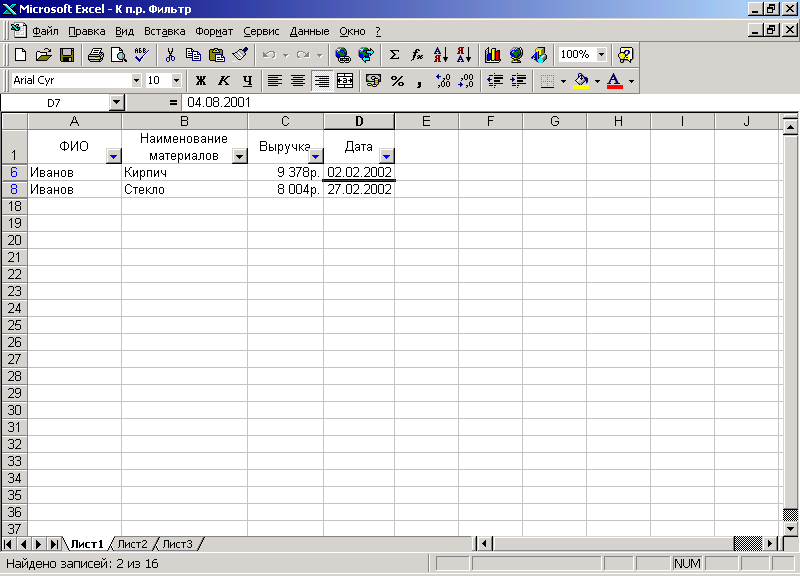 Microsoft Excel - К п.р. Фильтр
Файл Правка Вид Вставка Формат Сервис Данные Окно ?
100%
Arial Cyr 10 Ж К Ч
D7 = 04.08.2001
A B C D E F G H I J
1 ФИО Наименование материалов Выручка Дата
6 Иванов Кирпич 9 378р. 02.02.2002
8 Иванов Стекло 8 004р. 27.02.2002
18
19
20
21
22
23
24
25
26
27
28
29
30
31
32
33
34
35
36
37
Лист1 Лист2 Лист3
Найдено записей: 2 из 16 NUM